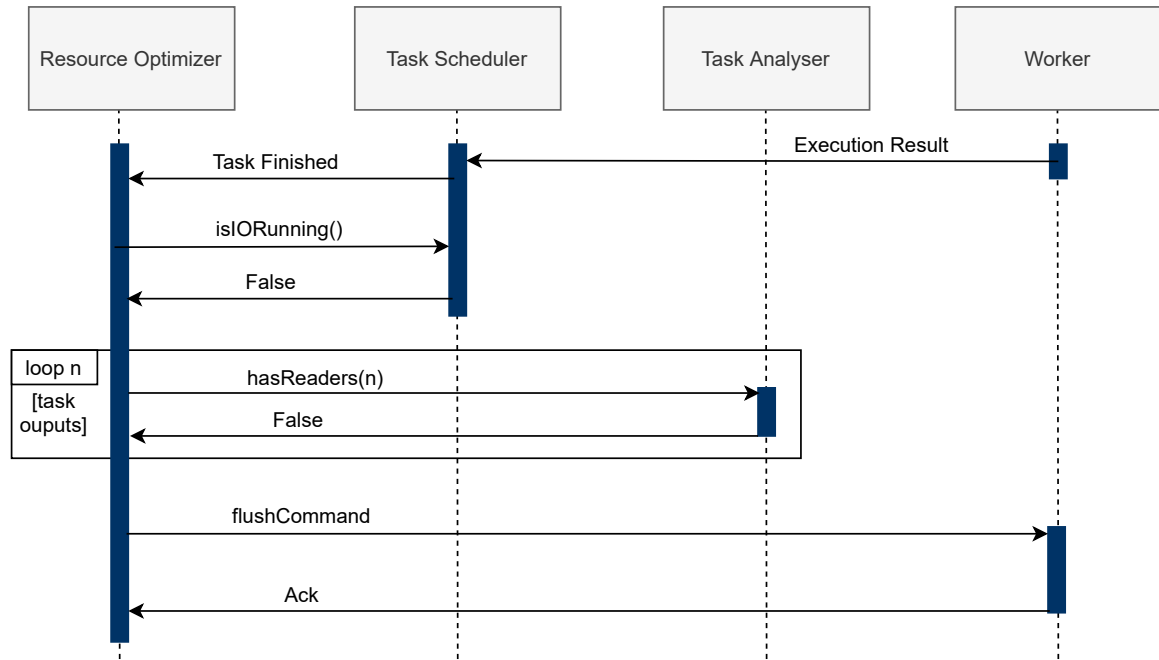 Resource Optimizer
Task Scheduler
Task Analyser
Worker
Execution Result
Task Finished
isIORunning()
False
loop n
[task
ouputs]
hasReaders(n)
False
flushCommand
Ack